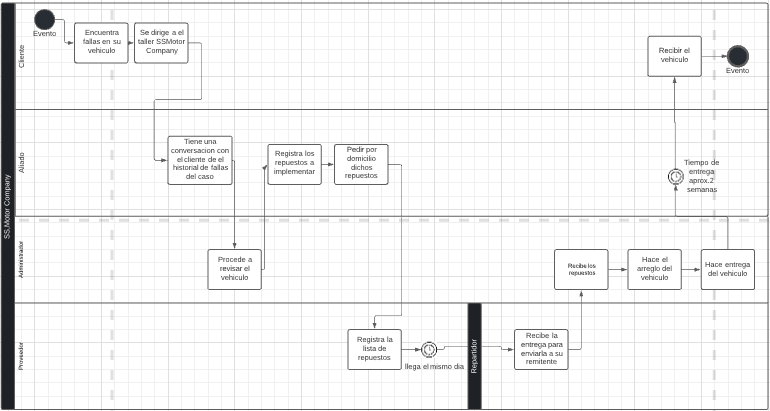 SS.Motor Company
Cliente
Evento
Encuentra
fallas en su
vehiculo
Se dirige a el
taller SSMotor
Company
Recibir el
vehiculo
Evento
Aliado
Tiene una
conversacion con
el cliente de el
historial de fallas
del caso
Registra los
repuestos a
implementar
Pedir por
domicilio
dichos
repuestos
Tiempo de
entrega
aprox.2
semanas
Administrador
Procede a
revisar el
vehiculo
Recibe los
repuestos
Hace el
arreglo del
vehiculo
Hace entrega
del vehiculo
Proveedor
Registra la
lista de
repuestos
llega el mismo dia
Repartidor
Recibe la
entrega para
enviarla a su
remitente